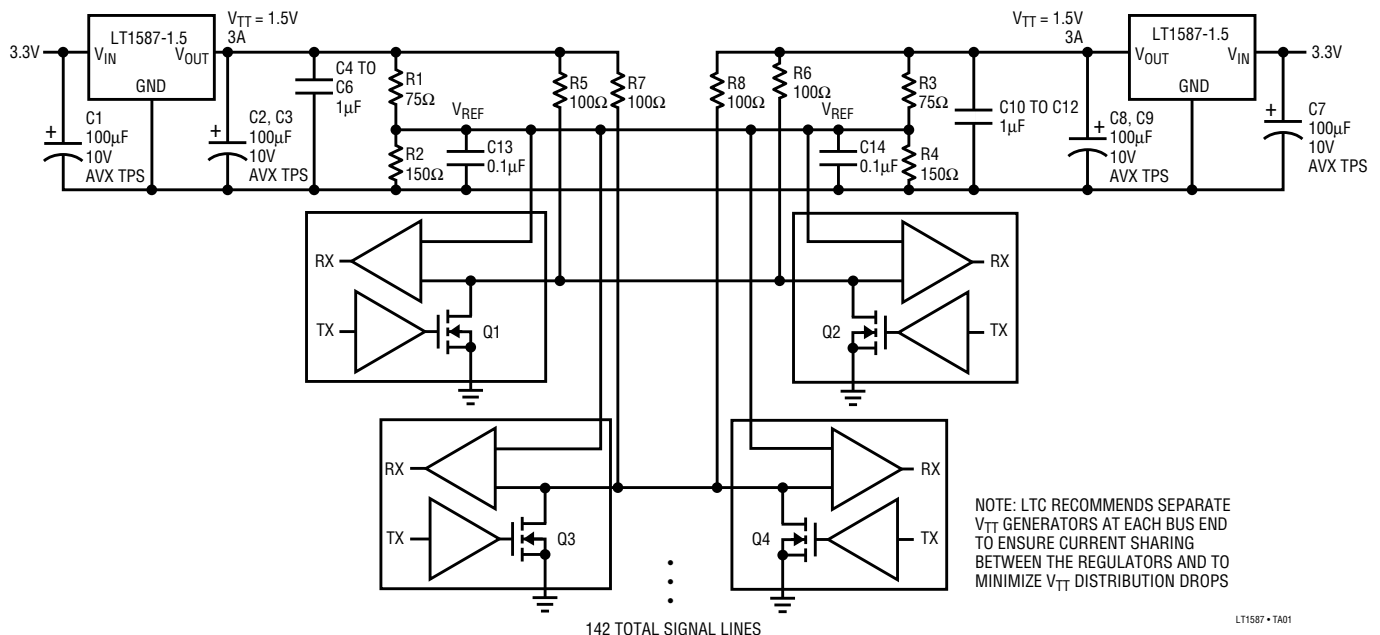 3.3V
LT1587-1.5
VIN
VOUT
GND
VTT = 1.5V
3A
+
C1
100µF
10V
AVX TPS
+
C2, C3
100µF
10V
AVX TPS
C4 TO
C6
1µF
R1
75Ω
R2
150Ω
VREF
C13
0.1µF
R5
100Ω
R7
100Ω
R8
100Ω
R6
100Ω
VREF
C14
0.1µF
R3
75Ω
R4
150Ω
C10 TO C12
1µF
VTT = 1.5V
3A
LT1587-1.5
VOUT
VIN
GND
3.3V
+
C8, C9
100µF
10V
AVX TPS
+
C7
100µF
10V
AVX TPS
RX
TX
Q1
RX
TX
Q2
RX
TX
Q3
RX
TX
Q4
142 TOTAL SIGNAL LINES
NOTE: LTC RECOMMENDS SEPARATE
VTT GENERATORS AT EACH BUS END
TO ENSURE CURRENT SHARING
BETWEEN THE REGULATORS AND TO
MINIMIZE VTT DISTRIBUTION DROPS
LT1587 • TA01